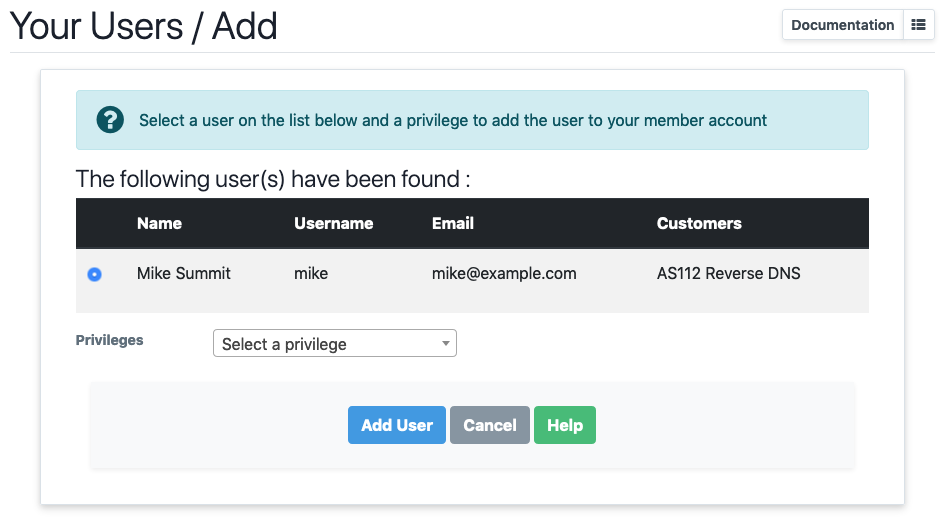 Your Users / Add
Documentation
Select a user on the list below and a privilege to add the user to your member account
The following user(s) have been found :
Name Username Email Customers
Mike Summit mike mike@example.com AS112 Reverse DNS
Privileges Select a privilege
Add User Cancel Help